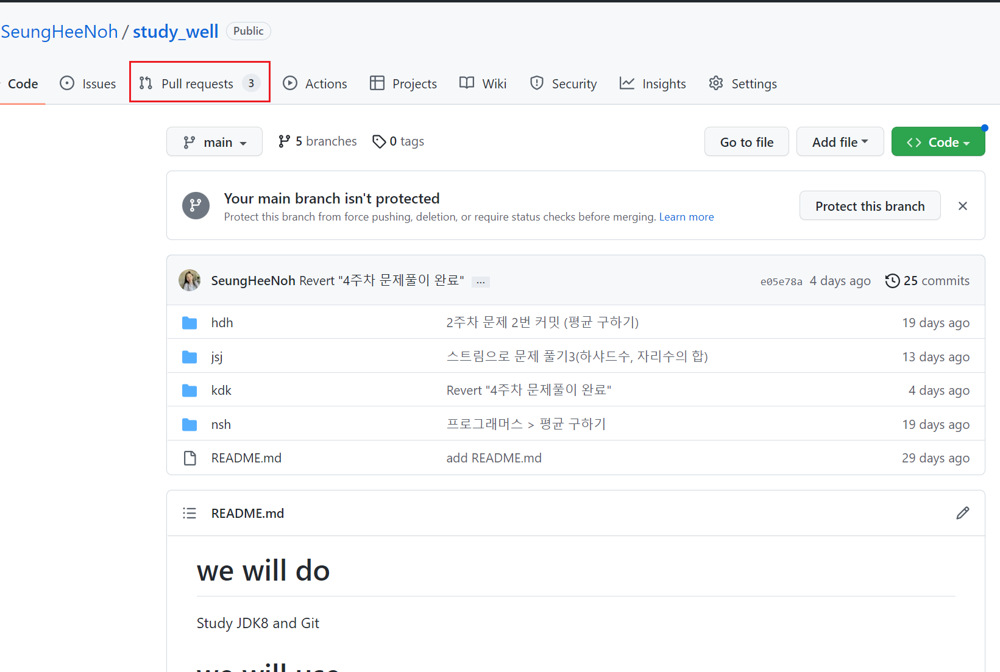 SeungHeeNoh / study_well Public
Code Issues Pull requests 3 Actions Projects Wiki Security Insights Settings
main 5 branches 0 tags Go to file Add file <> Code
Your main branch isn't protected
Protect this branch from force pushing, deletion, or require status checks before merging. Learn more
Protect this branch
SeungHeeNoh Revert "4주차 문제풀이 완료" ... e05e78a 4 days ago 25 commits
hdh 2주차 문제 2번 커밋 (평균 구하기) 19 days ago
jsj 스트림으로 문제 풀기3(하샤드수, 자리수의 합) 13 days ago
kdk Revert "4주차 문제풀이 완료" 4 days ago
nsh 프로그래머스 > 평균 구하기 19 days ago
README.md add README.md 29 days ago
README.md
we will do
Study JDK8 and Git
we will use